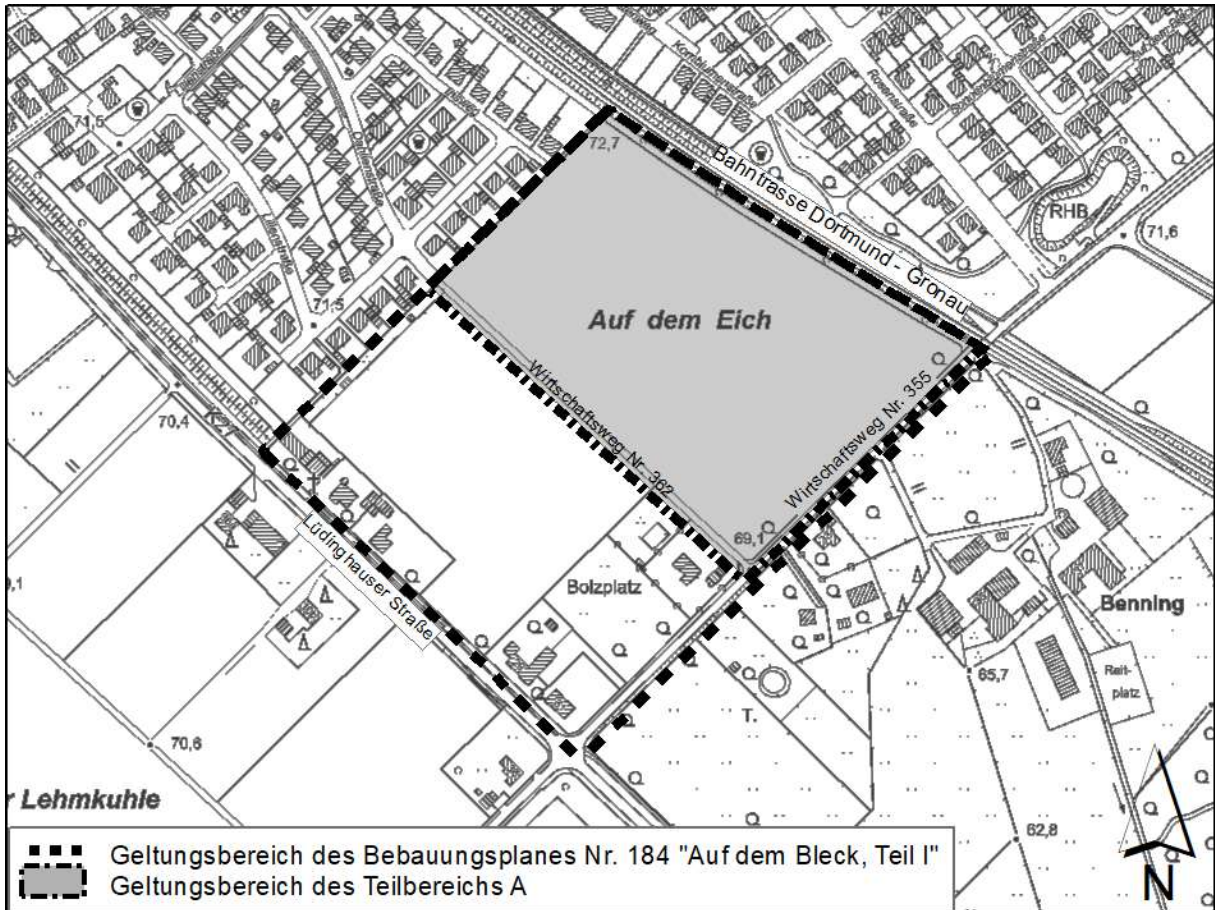 71,5
72,7
Bahntrasse Dortmund - Gronau
RHB
71,6
Auf dem Eich
71,5
Wirtschaftsweg Nr. 362
Wirtschaftsweg Nr. 355
70,4
69,1
Lüdinghauser Straße
Bolzplatz
Benning
65,7
Reit-
platz
T.
70,6
r Lehmkuhle
62,8
Geltungsbereich des Bebauungsplanes Nr. 184 "Auf dem Bleck, Teil I"
Geltungsbereich des Teilbereichs A
N